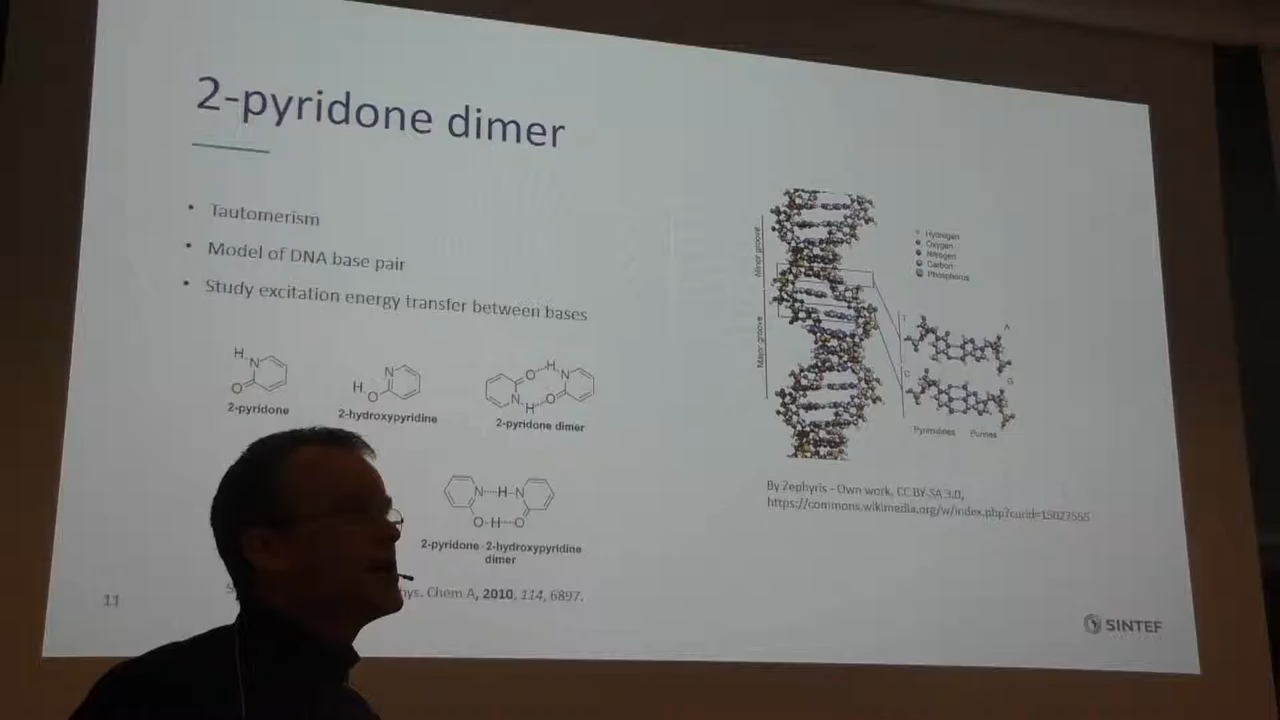 2-pyridone dimer
• Tautomerism
• Model of DNA base pair
• Study excitation energy transfer between bases
H
N
O
2-pyridone
N
H
O
2-hydroxypyridine
O H N
N H O
2-pyridone dimer
N H N
O H O
2-pyridone 2-hydroxypyridine
dimer
Chem A, 2010, 114, 6897.
11
Minor groove
Major groove
Hydrogen
Oxygen
Nitrogen
Carbon
Phosphorus
T
A
C
G
Pyrimidines Purines
By Zephyris - Own work, CC BY-SA 3.0,
https://commons.wikimedia.org/w/index.php?curid=15027555
SINTEF